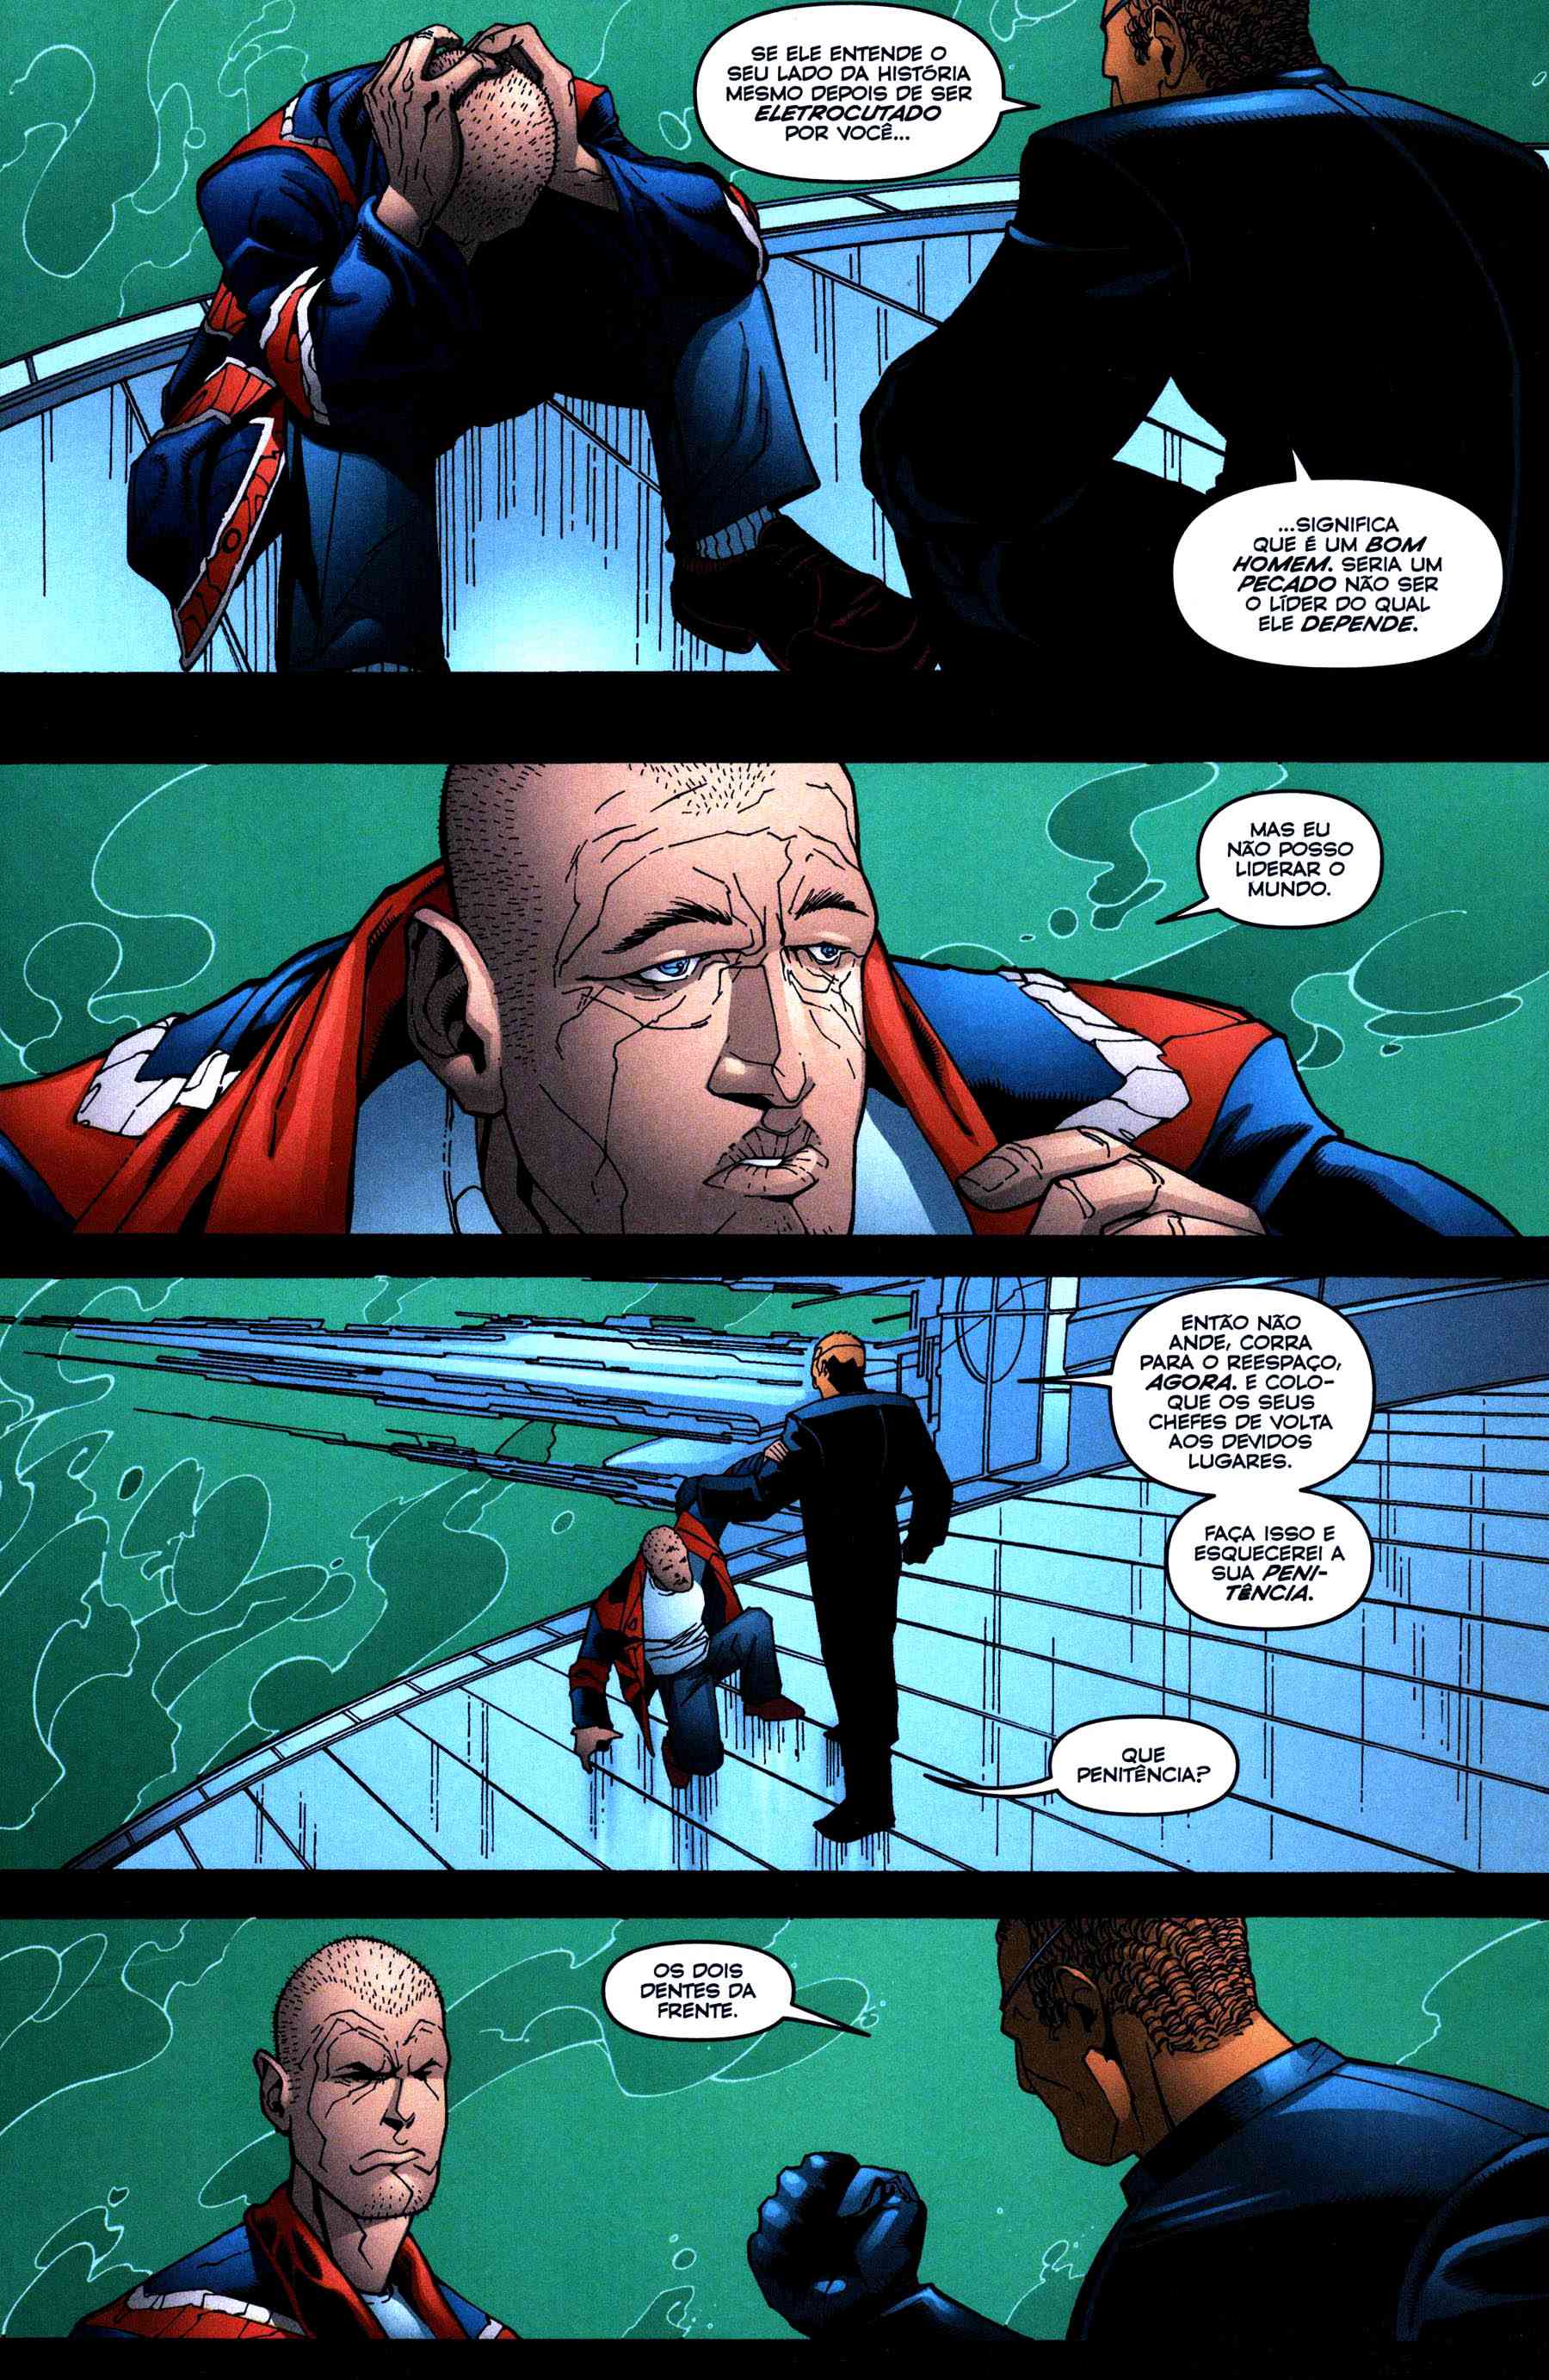 SE ELE ENTENDE O
SEU LADO DA HISTÓRIA
MESMO DEPOIS DE SER
ELETROCUTADO
POR VOCÊ...
...SIGNIFICA
QUE É UM BOM
HOMEM. SERIA UM
PECADO NÃO SER
O LÍDER DO QUAL
ELE DEPENDE.
MAS EU
NÃO POSSO
LIDERAR O
MUNDO.
ENTÃO NÃO
ANDE, CORRA
PARA O REESPAÇO,
AGORA. E COLO-
QUE OS SEUS
CHEFES DE VOLTA
AOS DEVIDOS
LUGARES.
FAÇA ISSO E
ESQUECEREI A
SUA PENI-
TÊNCIA.
QUE
PENITÊNCIA?
OS DOIS
DENTES DA
FRENTE.